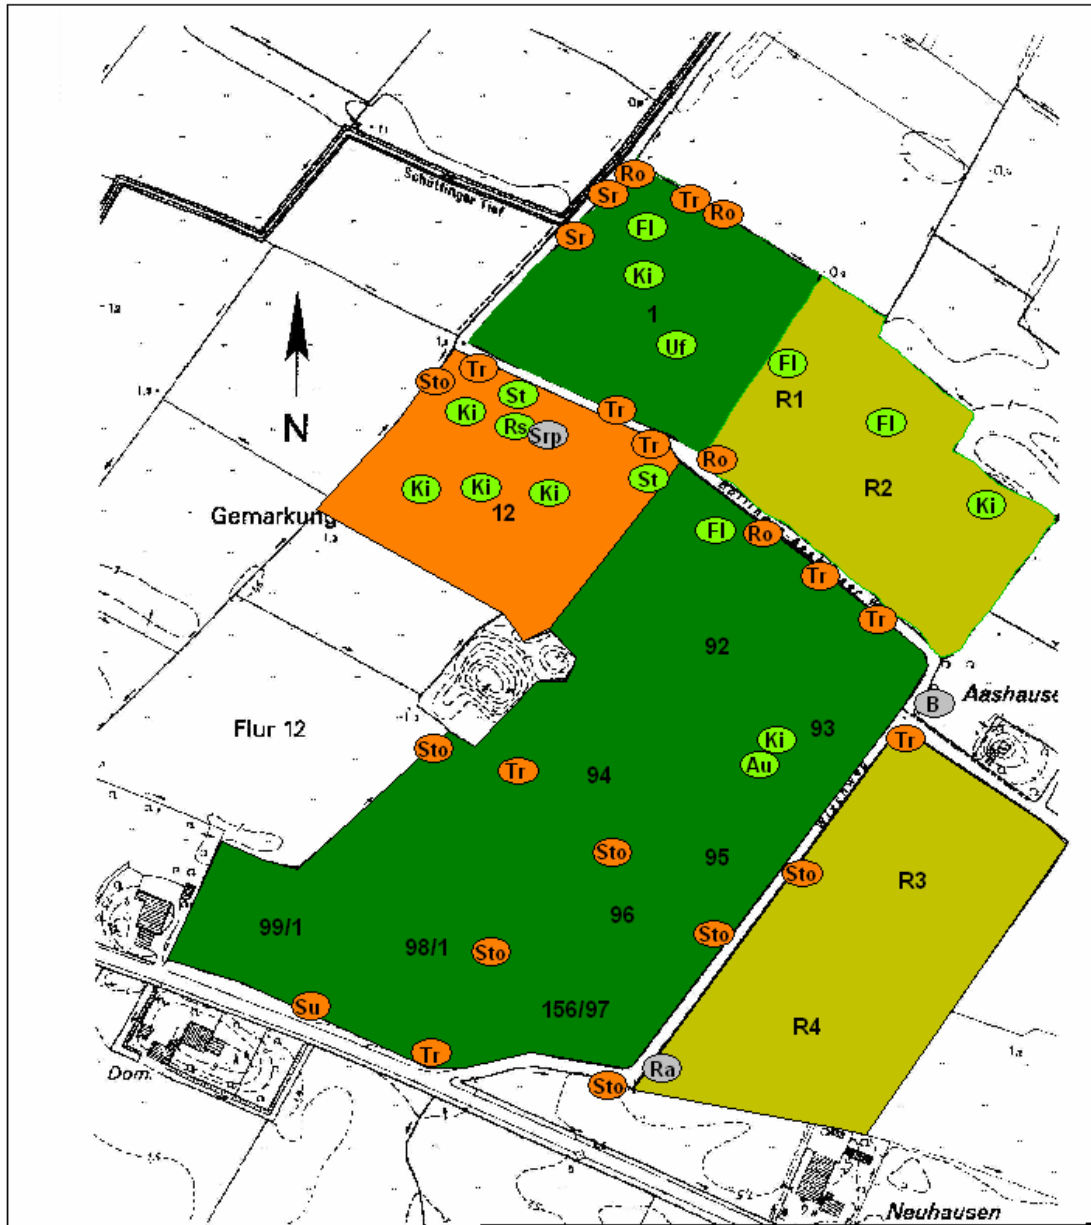 Schüttinger Tief
Ro
Sr
Tr
Ro
Sr
Fl
Ki
1
Uf
Tr
Sto
St
Ki
Rs
Srp
Tr
Tr
St
Ro
Fl
R1
Fl
R2
Ki
N
Ki
Ki
Ki
12
Gemarkung
Fl
Ro
Tr
Tr
92
Aashause
B
Flur 12
Sto
Tr
94
Ki
Au
93
Tr
Sto
95
Sto
R3
99/1
98/1
Sto
96
Sto
156/97
Su
Tr
R4
Dom.
Sto
Ra
Neuhausen